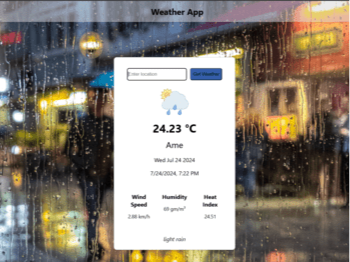 Weather App
Enter location
Get Weather
24.23 °C
Ame
Wed Jul 24 2024
7/24/2024, 7:22 PM
Wind Speed
Humidity
Heat Index
2.88 km/h
69 gm/m³
24.51
light rain